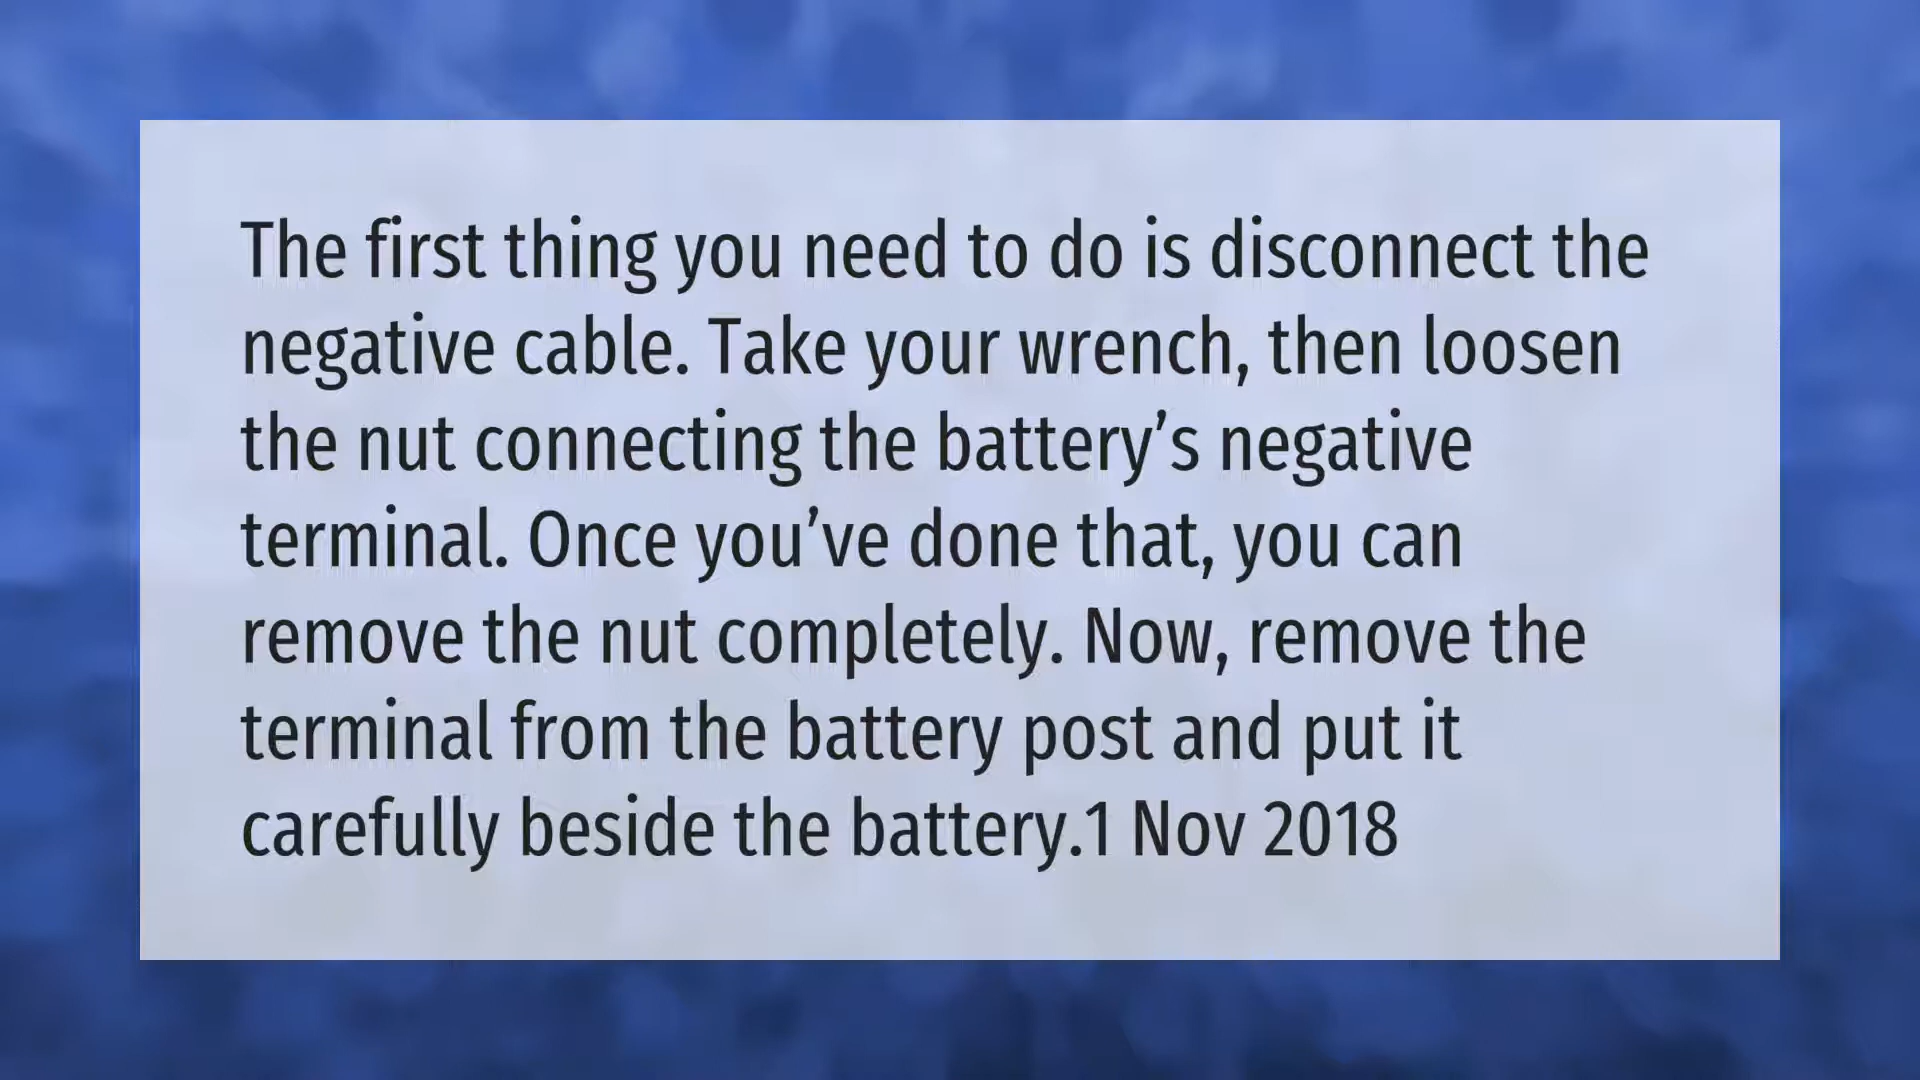 The first thing you need to do is disconnect the
negative cable. Take your wrench, then loosen
the nut connecting the battery’s negative
terminal. Once you’ve done that, you can
remove the nut completely. Now, remove the
terminal from the battery post and put it
carefully beside the battery.1 Nov 2018